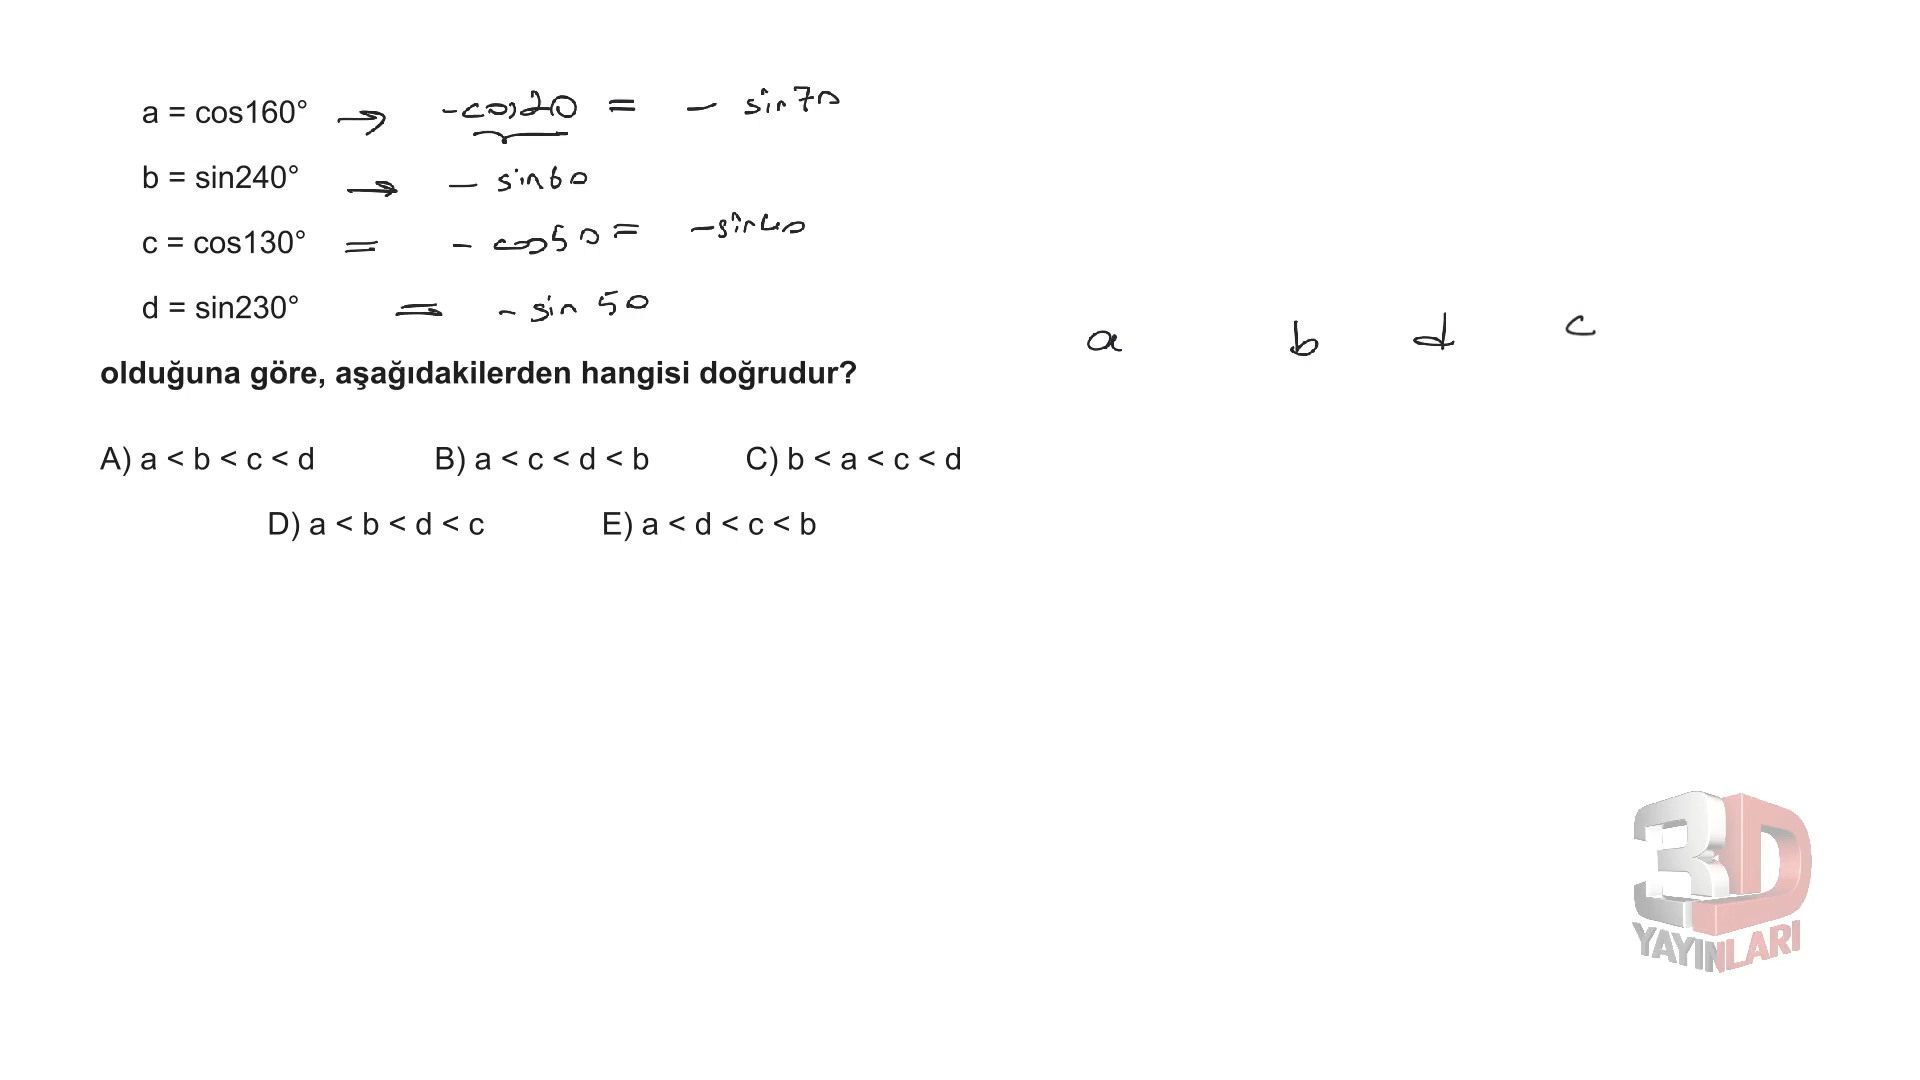 a = cos160° → -cos20 = - sin70
b = sin240° → - sin60
c = cos130° = - cos50 = -sin40
d = sin230° = - sin 50
a b d c
olduğuna göre, aşağıdakilerden hangisi doğrudur?
A) a < b < c < d B) a < c < d < b C) b < a < c < d
D) a < b < d < c E) a < d < c < b
3D
YAYINLARI